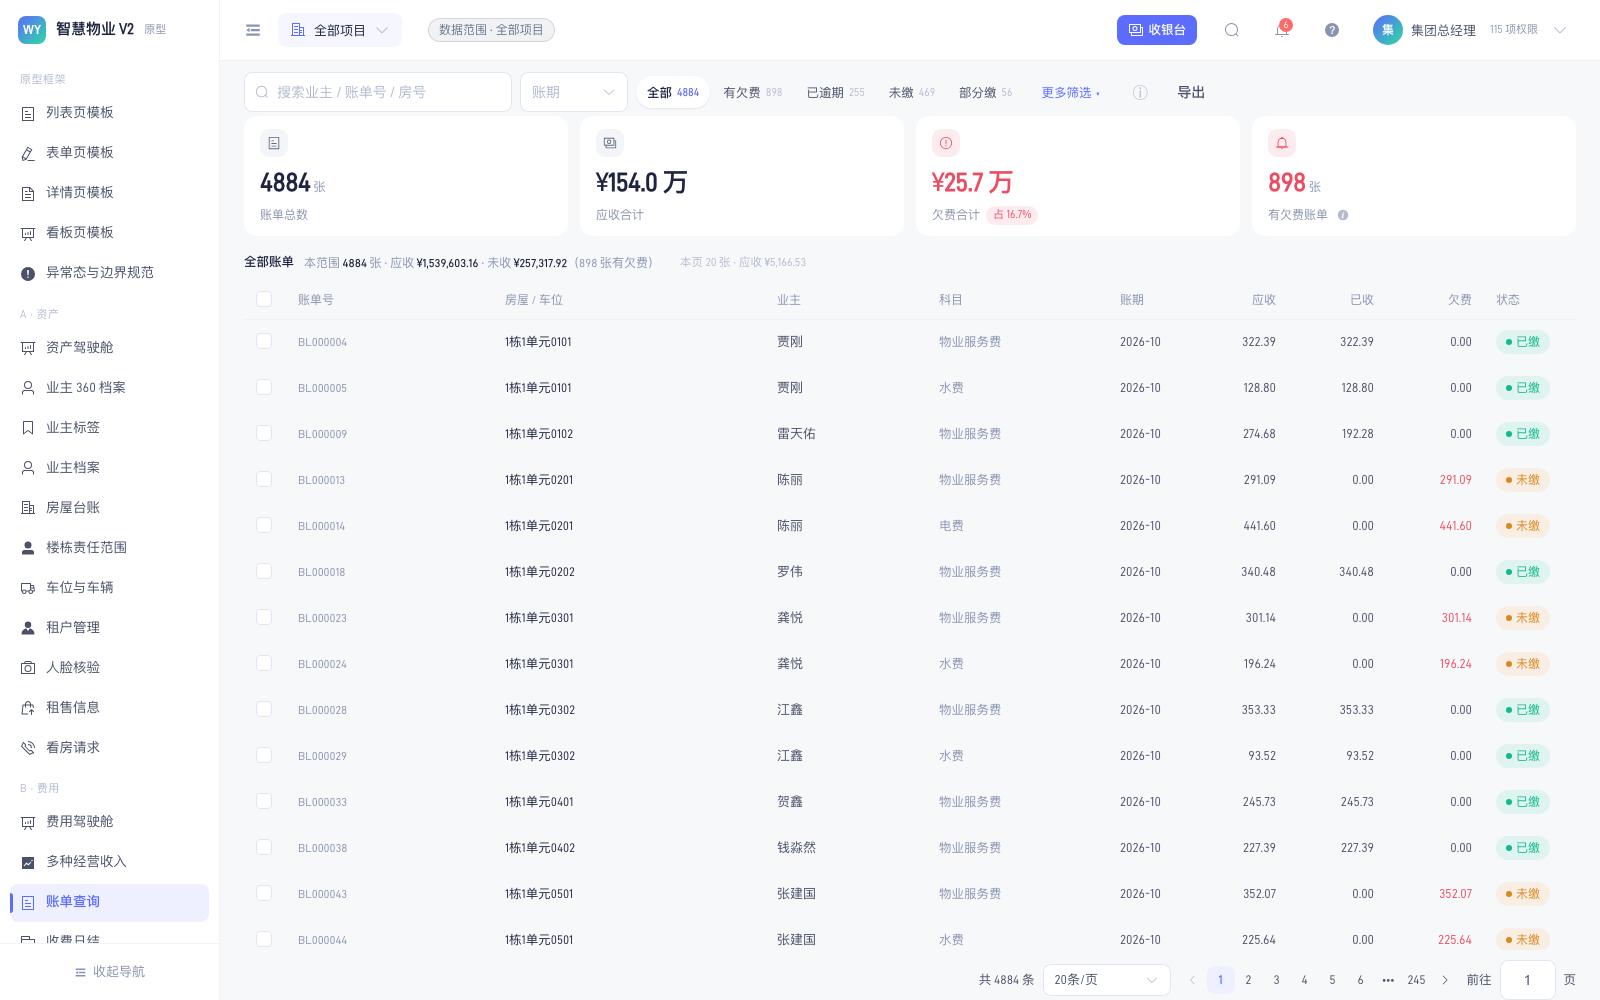 WY 智慧物业 V2 原型
全部项目 数据范围 · 全部项目 收银台 6 集 集团总经理 115 项权限
原型框架
列表页模板
表单页模板
详情页模板
看板页模板
异常态与边界规范
A · 资产
资产驾驶舱
业主 360 档案
业主标签
业主档案
房屋台账
楼栋责任范围
车位与车辆
租户管理
人脸核验
租售信息
看房请求
B · 费用
费用驾驶舱
多种经营收入
账单查询
收费日结
收起导航
搜索业主 / 账单号 / 房号 账期 全部 4884 有欠费 898 已逾期 255 未缴 469 部分缴 56 更多筛选 导出
4884 张
账单总数
¥154.0 万
应收合计
¥25.7 万
欠费合计 占 16.7%
898 张
有欠费账单
全部账单 本范围 4884 张 · 应收 ¥1,539,603.16 · 未收 ¥257,317.92 (898 张有欠费) 本页 20 张 · 应收 ¥5,166.53
账单号 房屋 / 车位 业主 科目 账期 应收 已收 欠费 状态
BL000004 1栋1单元0101 贾刚 物业服务费 2026-10 322.39 322.39 0.00 已缴
BL000005 1栋1单元0101 贾刚 水费 2026-10 128.80 128.80 0.00 已缴
BL000009 1栋1单元0102 雷天佑 物业服务费 2026-10 274.68 192.28 0.00 已缴
BL000013 1栋1单元0201 陈丽 物业服务费 2026-10 291.09 0.00 291.09 未缴
BL000014 1栋1单元0201 陈丽 电费 2026-10 441.60 0.00 441.60 未缴
BL000018 1栋1单元0202 罗伟 物业服务费 2026-10 340.48 340.48 0.00 已缴
BL000023 1栋1单元0301 龚悦 物业服务费 2026-10 301.14 0.00 301.14 未缴
BL000024 1栋1单元0301 龚悦 水费 2026-10 196.24 0.00 196.24 未缴
BL000028 1栋1单元0302 江鑫 物业服务费 2026-10 353.33 353.33 0.00 已缴
BL000029 1栋1单元0302 江鑫 水费 2026-10 93.52 93.52 0.00 已缴
BL000033 1栋1单元0401 贺鑫 物业服务费 2026-10 245.73 245.73 0.00 已缴
BL000038 1栋1单元0402 钱淼然 物业服务费 2026-10 227.39 227.39 0.00 已缴
BL000043 1栋1单元0501 张建国 物业服务费 2026-10 352.07 0.00 352.07 未缴
BL000044 1栋1单元0501 张建国 水费 2026-10 225.64 0.00 225.64 未缴
共 4884 条 20条/页 1 2 3 4 5 6 ••• 245 前往 1 页